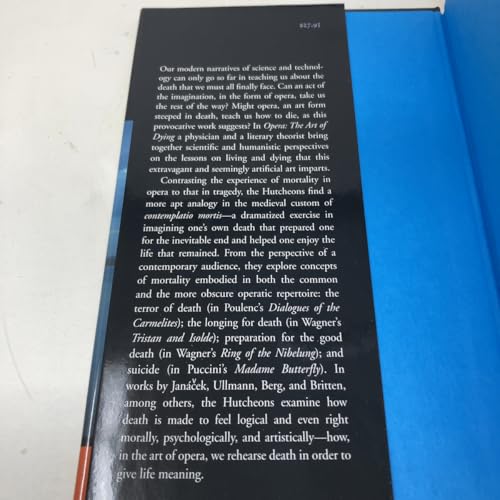 $27.95
Our modern narratives of science and technol-
ogy can only go so far in teaching us about the
death that we must all finally face. Can an act of
the imagination, in the form of opera, take us
the rest of the way? Might opera, an art form
steeped in death, teach us how to die, as this
provocative work suggests? In Opera: The Art of
Dying a physician and a literary theorist bring
together scientific and humanistic perspectives
on the lessons on living and dying that this
extravagant and seemingly artificial art imparts.
Contrasting the experience of mortality in
opera to that in tragedy, the Hutcheons find a
more apt analogy in the medieval custom of
contemplatio mortis—a dramatized exercise in
imagining one's own death that prepared one
for the inevitable end and helped one enjoy the
life that remained. From the perspective of a
contemporary audience, they explore concepts
of mortality embodied in both the common
and the more obscure operatic repertoire: the
terror of death (in Poulenc's Dialogues of the
Carmelites); the longing for death (in Wagner's
Tristan and Isolde); preparation for the good
death (in Wagner's Ring of the Nibelung); and
suicide (in Puccini's Madame Butterfly). In
works by Janáček, Ullmann, Berg, and Britten,
among others, the Hutcheons examine how
death is made to feel logical and even right
morally, psychologically, and artistically—how,
in the art of opera, we rehearse death in order to
give life meaning.